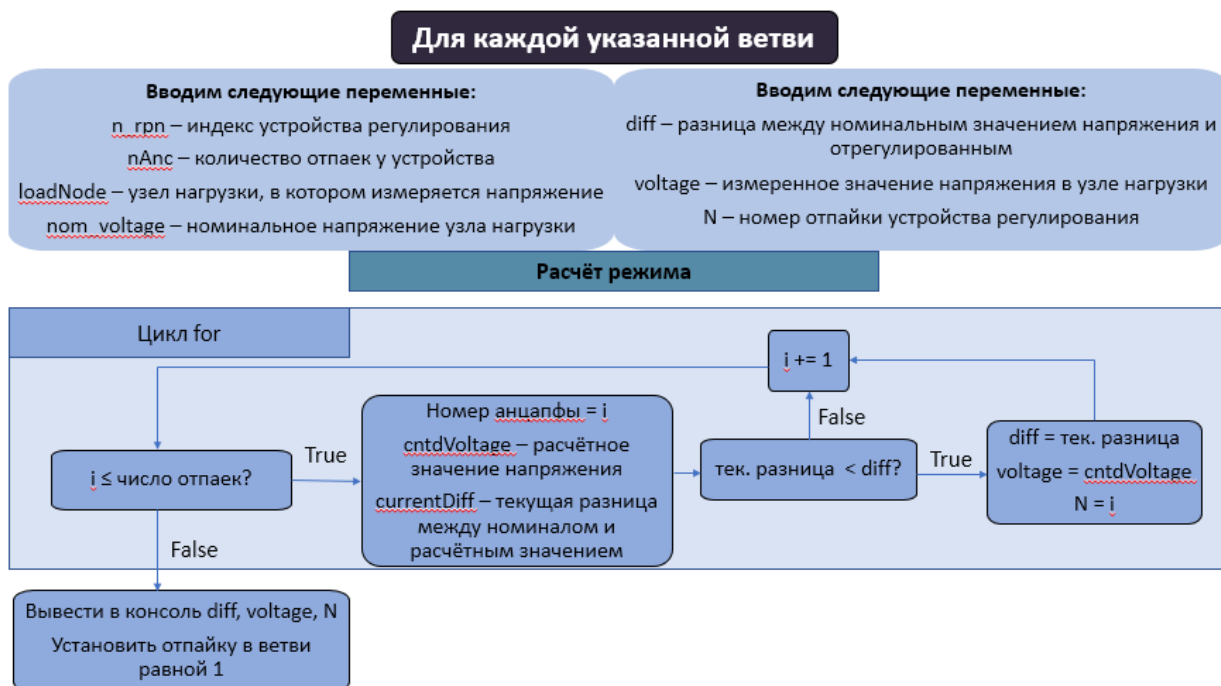 Для каждой указанной ветви
Вводим следующие переменные:
n_rpn – индекс устройства регулирования
nAnc – количество отпаек у устройства
loadNode – узел нагрузки, в котором измеряется напряжение
nom_voltage – номинальное напряжение узла нагрузки
Вводим следующие переменные:
diff – разница между номинальным значением напряжения и
отрегулированным
voltage – измеренное значение напряжения в узле нагрузки
N – номер отпайки устройства регулирования
Расчёт режима
Цикл for
i += 1
False
i ≤ число отпаек?
True
Номер анцапфы = i
cntdVoltage – расчётное
значение напряжения
currentDiff – текущая разница
между номиналом и
расчётным значением
тек. разница < diff?
True
diff = тек. разница
voltage = cntdVoltage
N = i
False
Вывести в консоль diff, voltage, N
Установить отпайку в ветви
равной 1